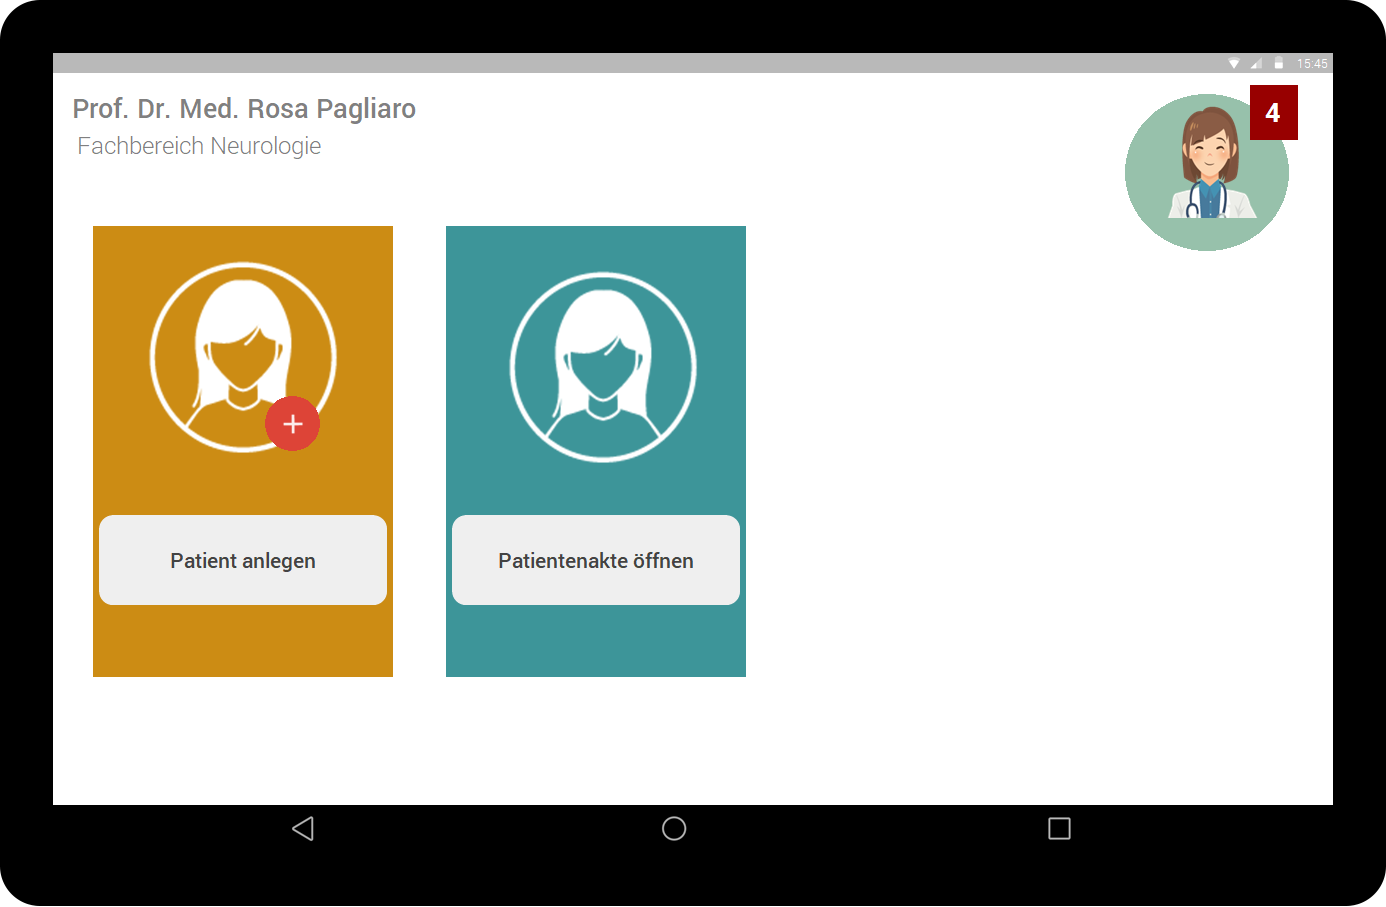 15:45
Prof. Dr. Med. Rosa Pagliaro
Fachbereich Neurologie
4
Patient anlegen
Patientenakte öffnen